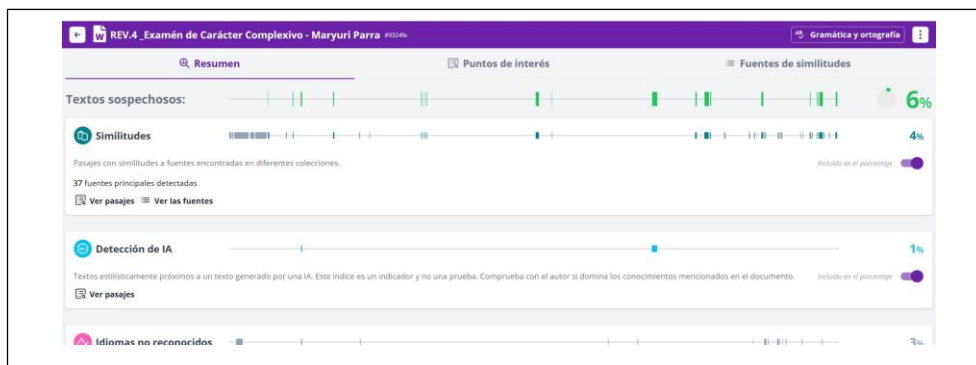 REV.4 _Examén de Carácter Complexivo - Maryuri Parra
Gramática y ortografía
Resumen
Puntos de interés
Fuentes de similitudes
Textos sospechosos:
6%
Similitudes
4%
Pasajes con similitudes a fuentes encontradas en diferentes colecciones.
Incluido en el porcentaje
37 fuentes principales detectadas
Ver pasajes
Ver las fuentes
Detección de IA
1%
Textos estilísticamente próximos a un texto generado por una IA. Este índice es un indicador y no una prueba. Comprueba con el autor si domina los conocimientos mencionados en el documento.
Incluido en el porcentaje
Ver pasajes
Idiomas no reconocidos
3%